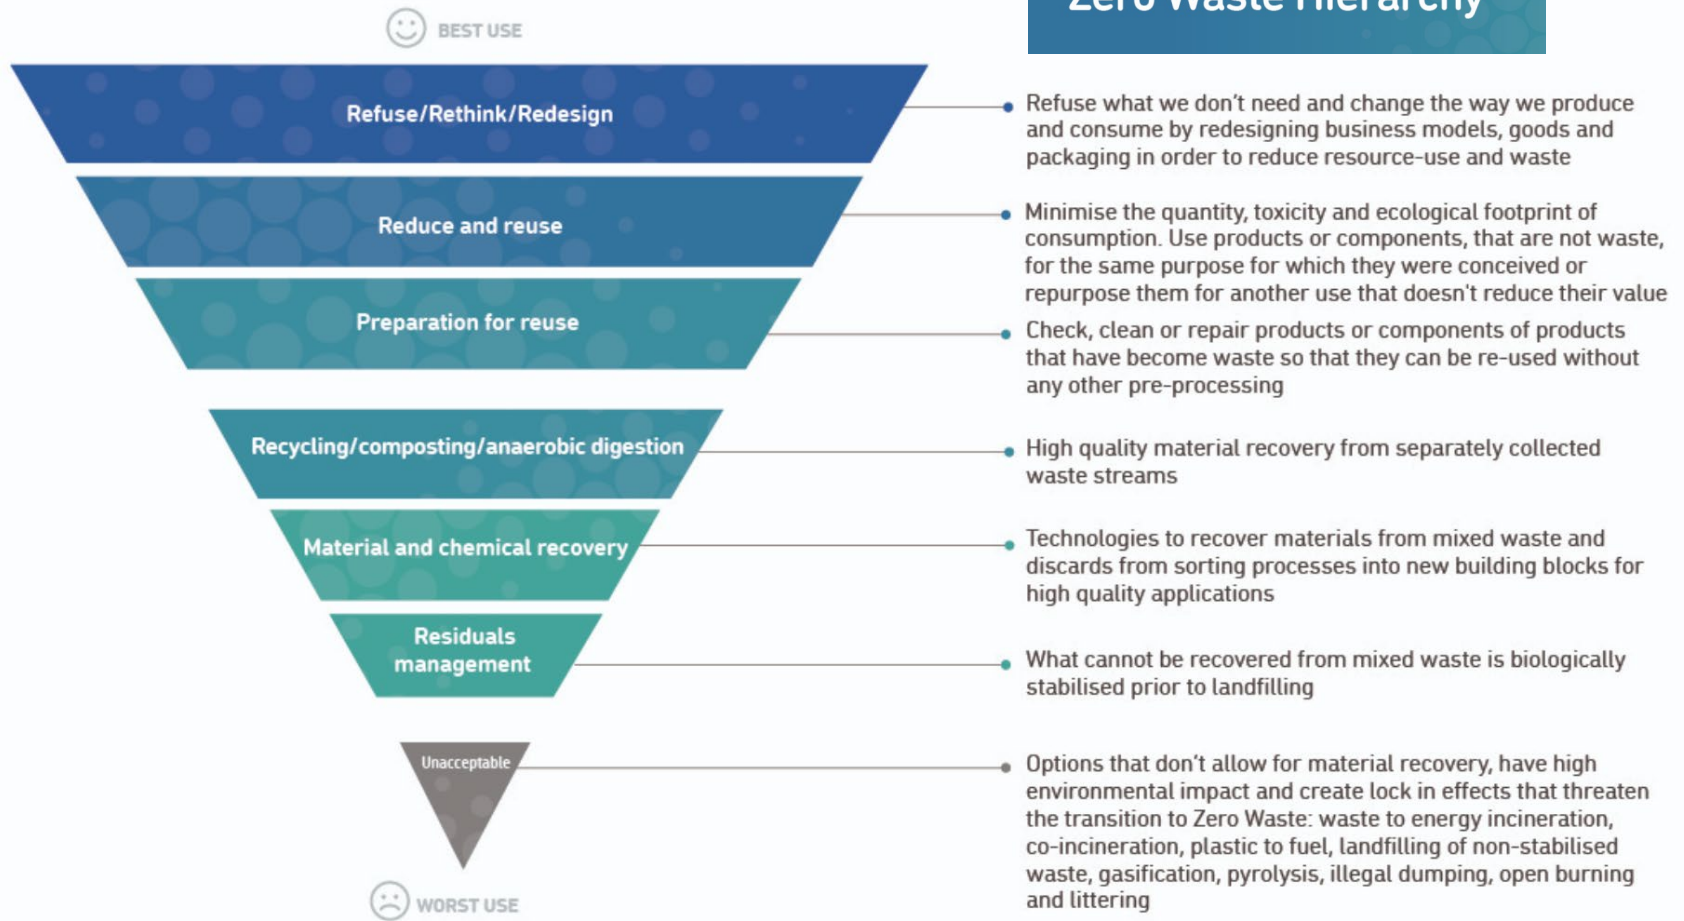 Zero Waste Hierarchy
BEST USE
Refuse/Rethink/Redesign
Refuse what we don't need and change the way we produce
and consume by redesigning business models, goods and
packaging in order to reduce resource-use and waste
Reduce and reuse
Minimise the quantity, toxicity and ecological footprint of
consumption. Use products or components, that are not waste,
for the same purpose for which they were conceived or
repurpose them for another use that doesn't reduce their value
Preparation for reuse
Check, clean or repair products or components of products
that have become waste so that they can be re-used without
any other pre-processing
Recycling/composting/anaerobic digestion
High quality material recovery from separately collected
waste streams
Material and chemical recovery
Technologies to recover materials from mixed waste and
discards from sorting processes into new building blocks for
high quality applications
Residuals
management
What cannot be recovered from mixed waste is biologically
stabilised prior to landfilling
Unacceptable
Options that don't allow for material recovery, have high
environmental impact and create lock in effects that threaten
the transition to Zero Waste: waste to energy incineration,
co-incineration, plastic to fuel, landfilling of non-stabilised
waste, gasification, pyrolysis, illegal dumping, open burning
and littering
WORST USE